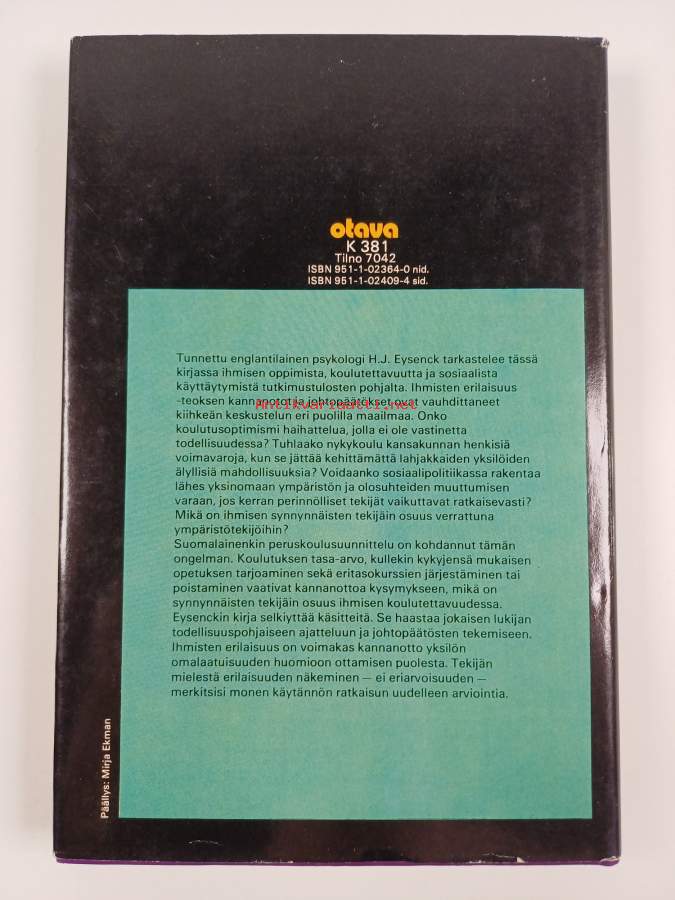 otava
K 381
Tilno 7042
ISBN 951-1-02364-0 nid.
ISBN 951-1-02409-4 sid.
Tunnettu englantilainen psykologi H.J. Eysenck tarkastelee tässä
kirjassa ihmisen oppimista, koulutettavuutta ja sosiaalista
käyttäytymistä tutkimustulosten pohjalta. Ihmisten erilaisuus
-teoksen kannanotot ja johtopäätökset ovat vauhdittaneet
Antikvariaatti.net
kiihkeän keskustelun eri puolilla maailmaa. Onko
koulutusoptimismi haihattelua, jolla ei ole vastinetta
todellisuudessa? Tuhlaako nykykoulu kansakunnan henkisiä
voimavaroja, kun se jättää kehittämättä lahjakkaiden yksilöiden
älyllisiä mahdollisuuksia? Voidaanko sosiaalipolitiikassa rakentaa
lähes yksinomaan ympäristön ja olosuhteiden muuttumisen
varaan, jos kerran perinnölliset tekijät vaikuttavat ratkaisevasti?
Mikä on ihmisen synnynnäisten tekijäin osuus verrattuna
ympäristötekijöihin?
Suomalainenkin peruskoulusuunnittelu on kohdannut tämän
ongelman. Koulutuksen tasa-arvo, kullekin kykyjensä mukaisen
opetuksen tarjoaminen sekä eritasokurssien järjestäminen tai
poistaminen vaativat kannanottoa kysymykseen, mikä on
synnynnäisten tekijäin osuus ihmisen koulutettavuudessa.
Eysenckin kirja selkiyttää käsitteitä. Se haastaa jokaisen lukijan
todellisuuspohjaiseen ajatteluun ja johtopäätösten tekemiseen.
Ihmisten erilaisuus on voimakas kannanotto yksilön
omalaatuisuuden huomioon ottamisen puolesta. Tekijän
mielestä erilaisuuden näkeminen — ei eriarvoisuuden —
merkitsisi monen käytännön ratkaisun uudelleen arviointia.
Päällys: Mirja Ekman